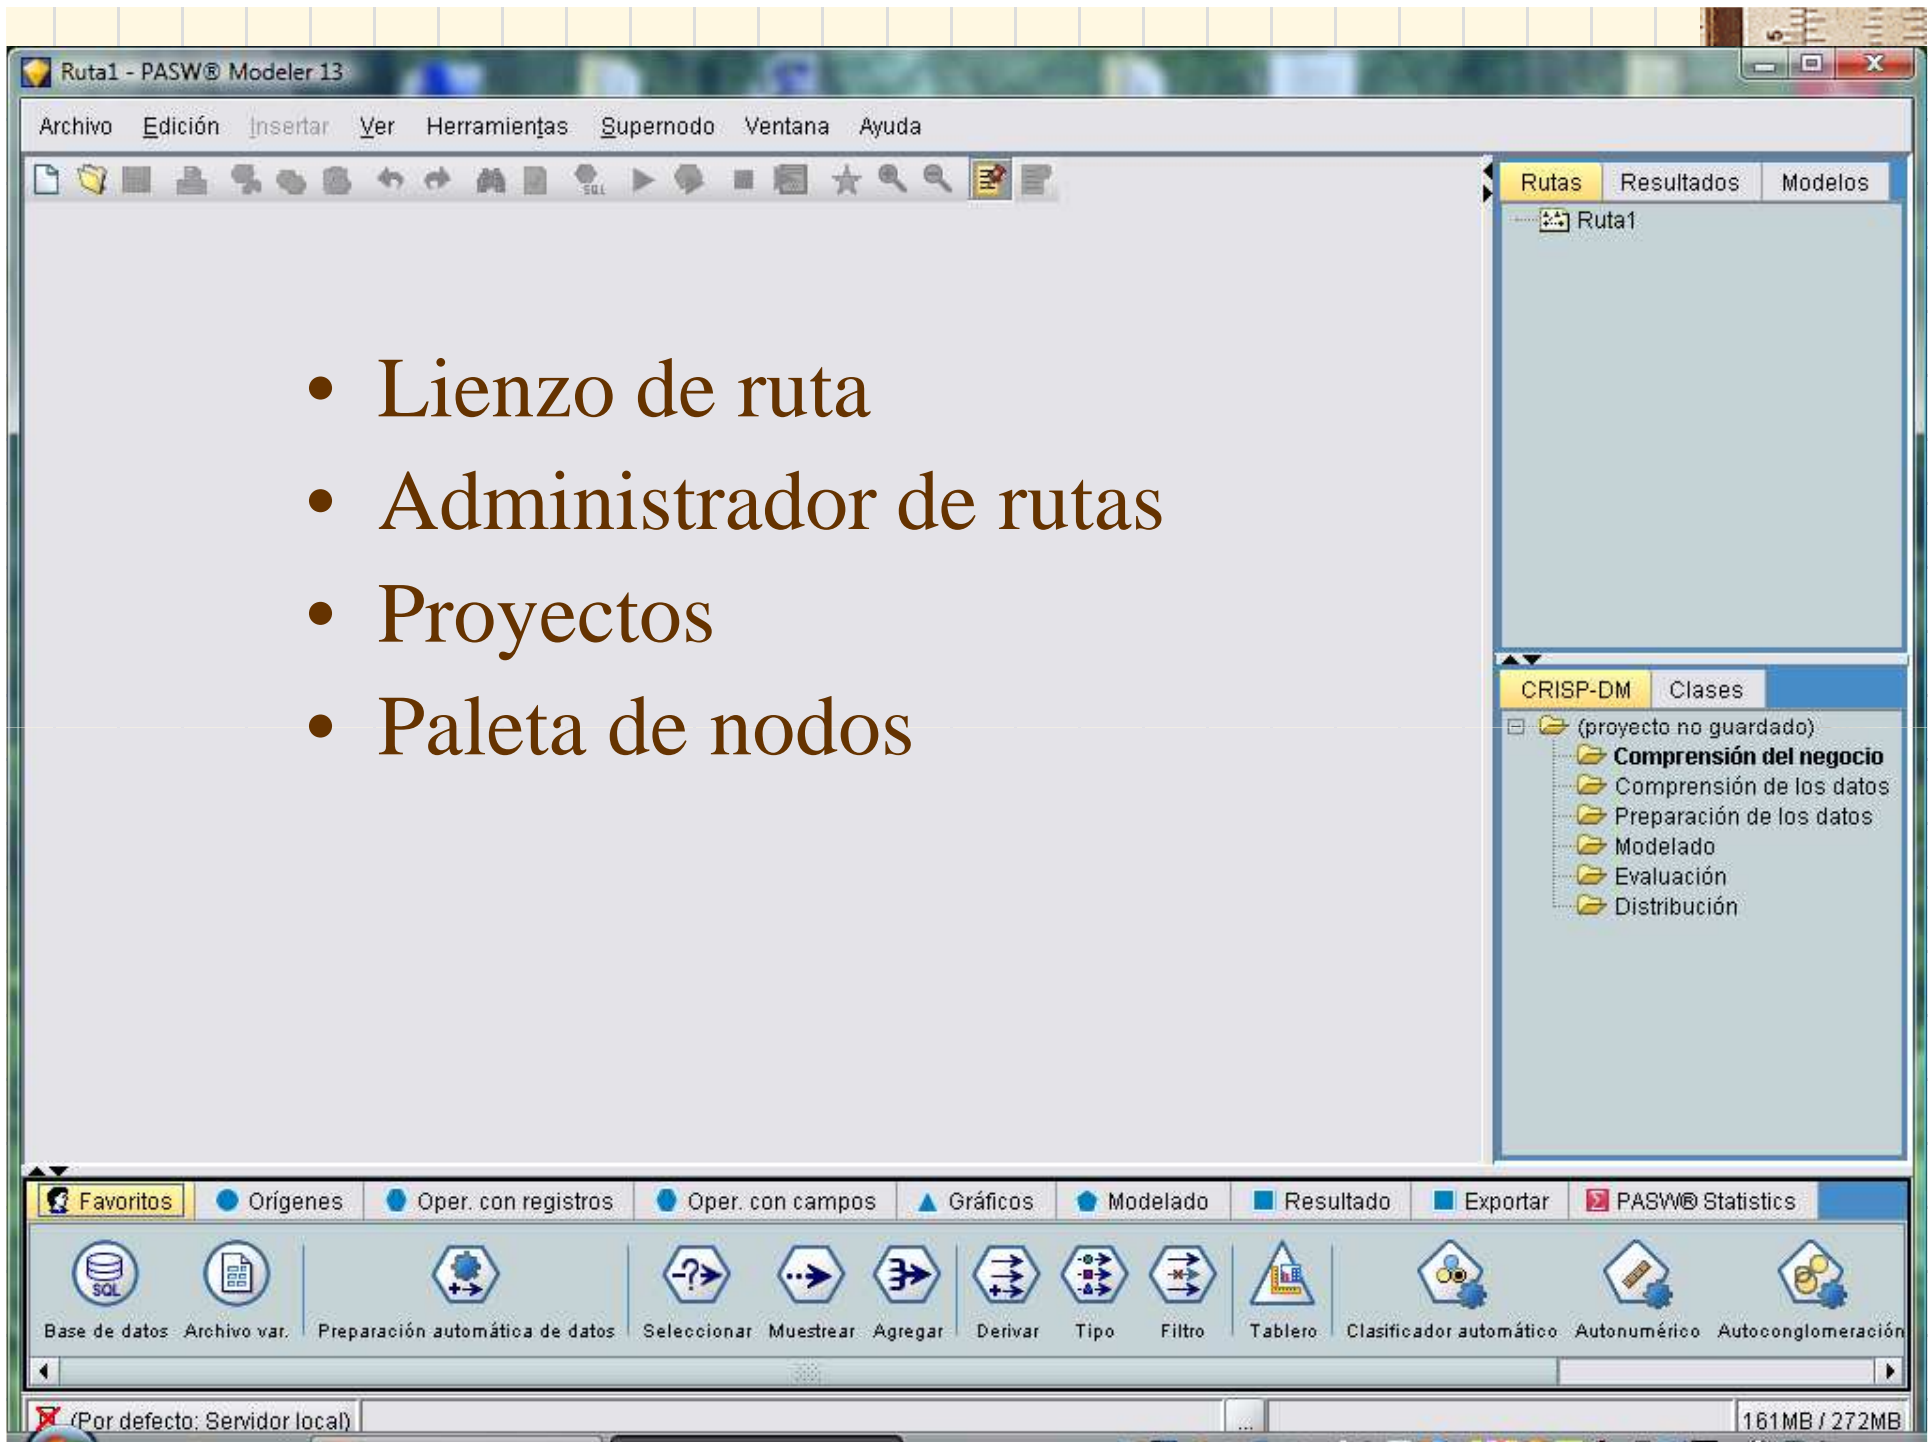 Ruta1 - PASW® Modeler 13
Archivo Edición Insertar Ver Herramientas Supernodo Ventana Ayuda
SQL
Rutas Resultados Modelos
Ruta1
• Lienzo de ruta
• Administrador de rutas
• Proyectos
• Paleta de nodos
CRISP-DM Clases
(proyecto no guardado)
Comprensión del negocio
Comprensión de los datos
Preparación de los datos
Modelado
Evaluación
Distribución
Favoritos Orígenes Oper. con registros Oper. con campos Gráficos Modelado Resultado Exportar PASW® Statistics
SQL
Base de datos Archivo var. Preparación automática de datos Seleccionar Muestrear Agregar Derivar Tipo Filtro Tablero Clasificador automático Autonumérico Autoconglomeración
(Por defecto: Servidor local) ... 161MB / 272MB